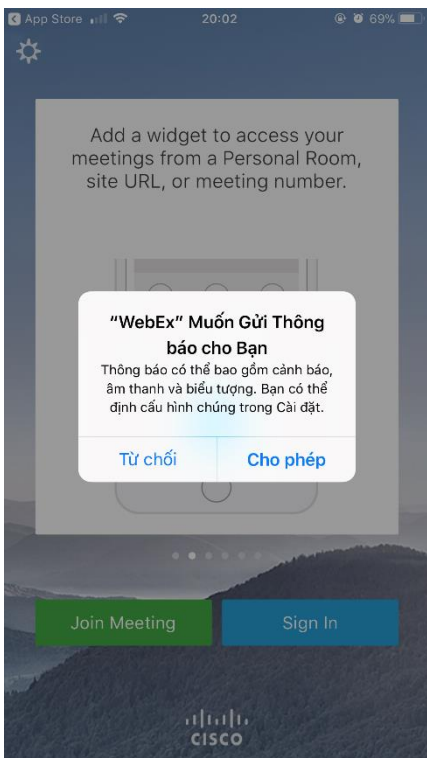 App Store 20:02 69%
Add a widget to access your
meetings from a Personal Room,
site URL, or meeting number.
“WebEx” Muốn Gửi Thông
báo cho Bạn
Thông báo có thể bao gồm cảnh báo,
âm thanh và biểu tượng. Bạn có thể
định cấu hình chúng trong Cài đặt.
Từ chối Cho phép
Join Meeting Sign In
CISCO